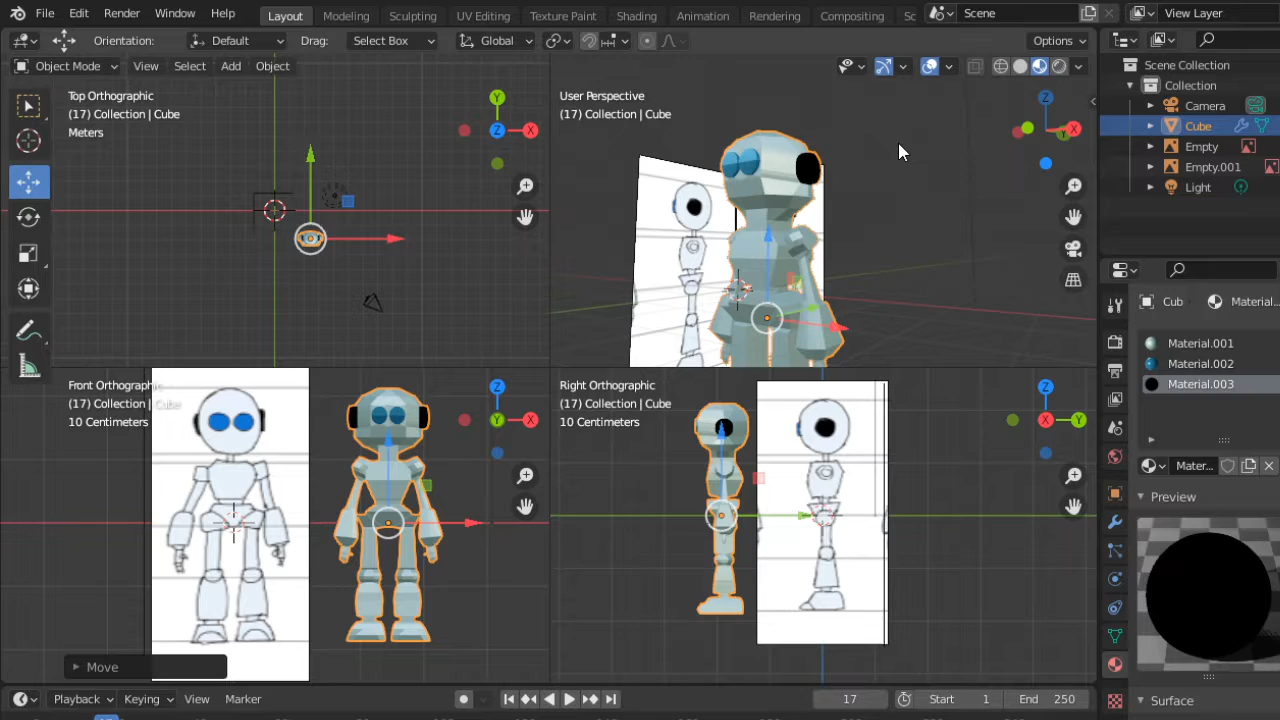 File Edit Render Window Help Layout Modeling Sculpting UV Editing Texture Paint Shading Animation Rendering Compositing Sc Scene View Layer
Orientation: Default Drag: Select Box Global Options
Object Mode View Select Add Object
Top Orthographic
(17) Collection | Cube
Meters
Y
Z
X
User Perspective
(17) Collection | Cube
Z
X
Y
Front Orthographic
(17) Collection | Cube
10 Centimeters
Z
Y
X
Right Orthographic
(17) Collection | Cube
10 Centimeters
Z
X
Y
Move
Scene Collection
Collection
Camera
Cube
Empty
Empty.001
Light
Cub Material...
Material.001
Material.002
Material.003
Mater...
Preview
Surface
Playback Keying View Marker 17 Start 1 End 250